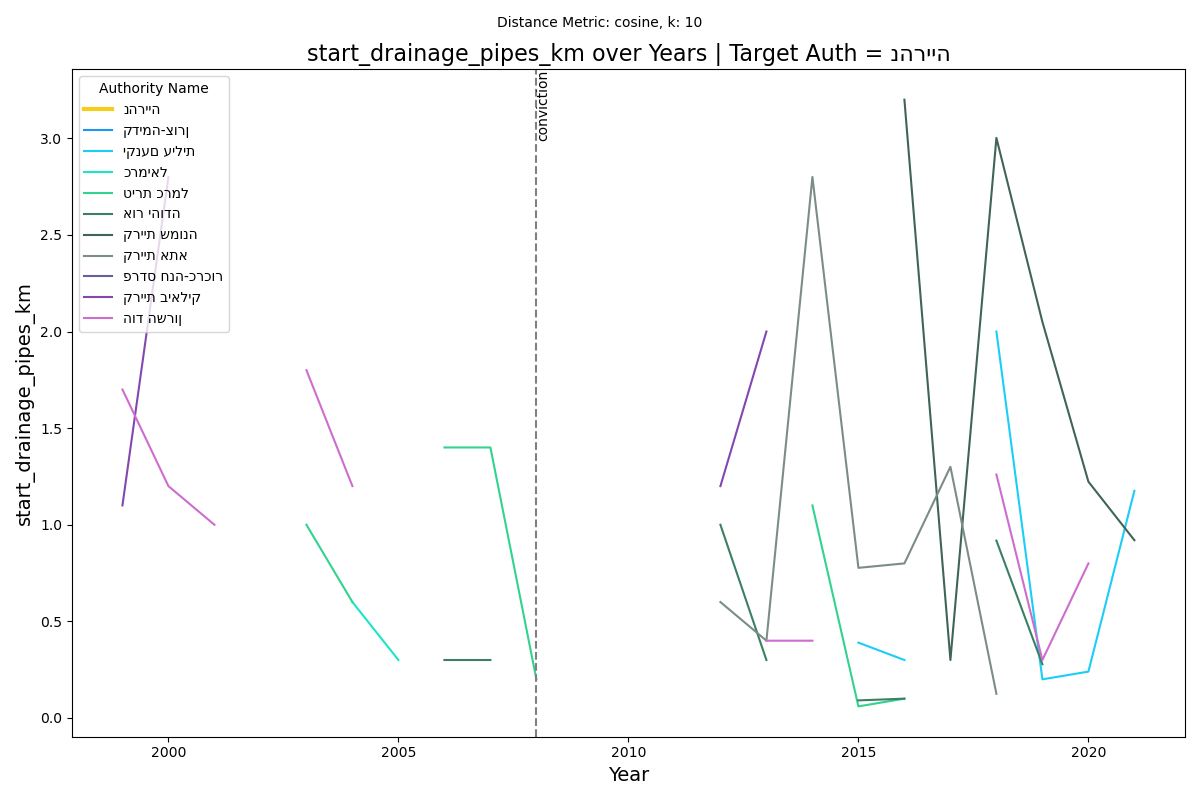 Distance Metric: cosine, k: 10
start_drainage_pipes_km over Years | Target Auth = נהרייה
Authority Name
נהרייה
קדימה-צורן
יקנעם עילית
כרמיאל
טירת כרמל
אור יהודה
קריית שמונה
קריית אתא
פרדס חנה-כרכור
קריית ביאליק
הוד השרון
conviction
start_drainage_pipes_km
3.0
2.5
2.0
1.5
1.0
0.5
0.0
2000
2005
2010
2015
2020
Year